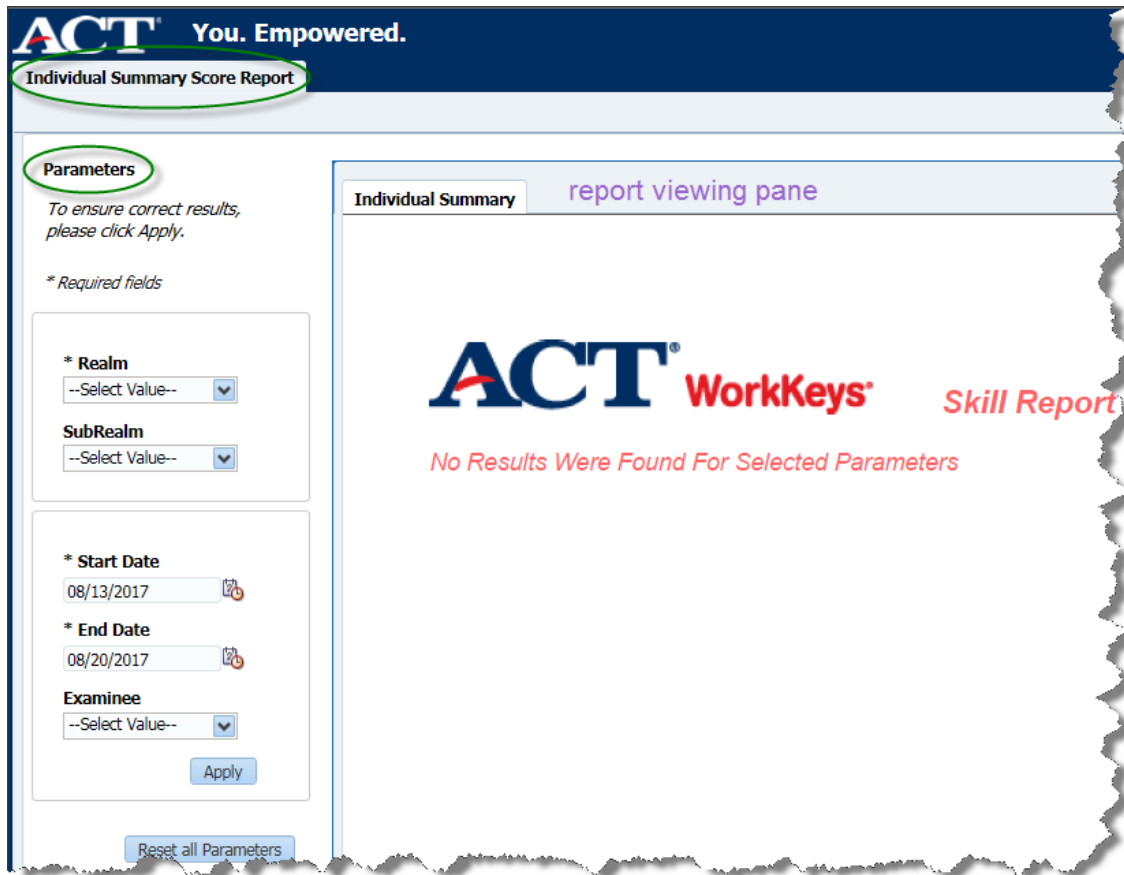 ACT® You. Empowered.
Individual Summary Score Report
Parameters
To ensure correct results,
please click Apply.
* Required fields
* Realm
--Select Value--
SubRealm
--Select Value--
* Start Date
08/13/2017
* End Date
08/20/2017
Examinee
--Select Value--
Apply
Reset all Parameters
Individual Summary
report viewing pane
ACT® WorkKeys® Skill Report
No Results Were Found For Selected Parameters